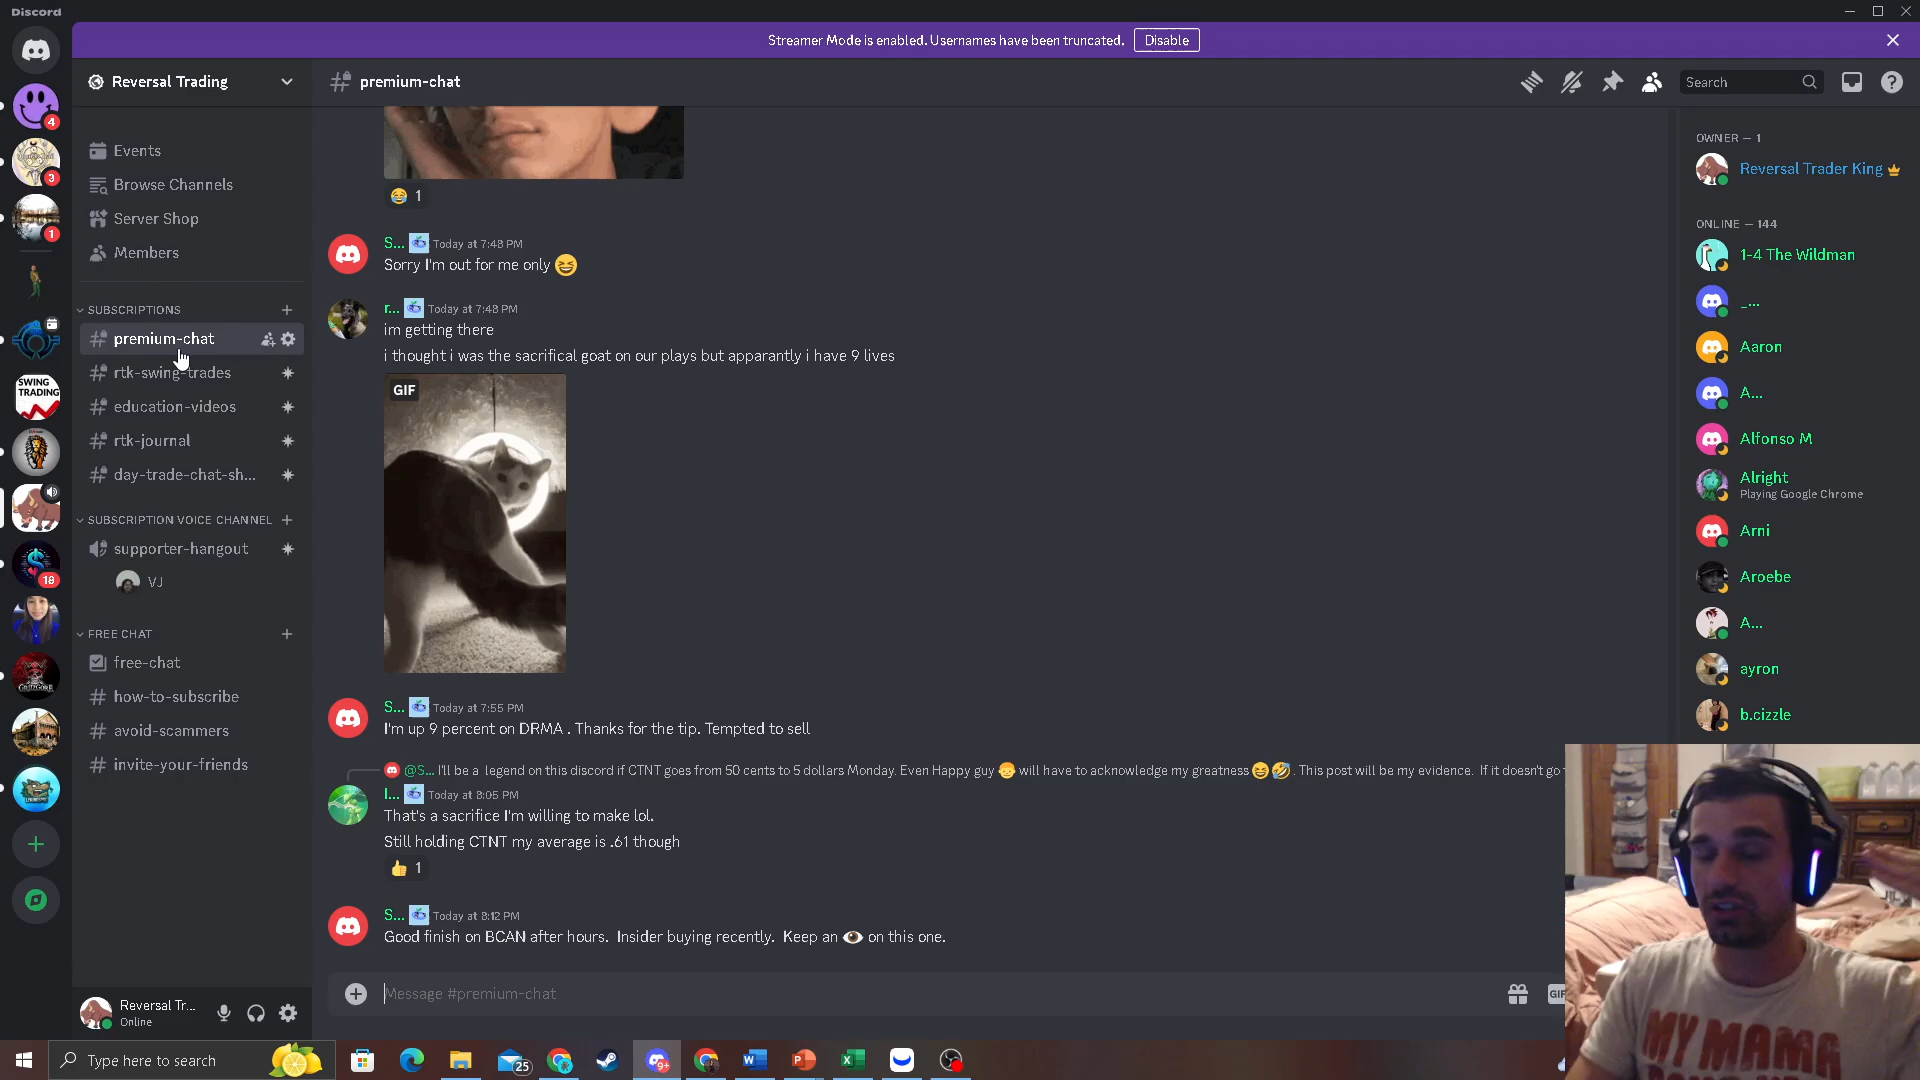 Discord
Streamer Mode is enabled. Usernames have been truncated.
Disable
Reversal Trading
premium-chat
Search
4
3
1
SWING
TRADING
18
Events
Browse Channels
Server Shop
Members
SUBSCRIPTIONS
premium-chat
rtk-swing-trades
education-videos
rtk-journal
day-trade-chat-sh...
SUBSCRIPTION VOICE CHANNEL
supporter-hangout
VJ
FREE CHAT
free-chat
how-to-subscribe
avoid-scammers
invite-your-friends
Reversal Tr...
Online
1
S... Today at 7:48 PM
Sorry I'm out for me only
r... Today at 7:48 PM
im getting there
i thought i was the sacrifical goat on our plays but apparantly i have 9 lives
GIF
S... Today at 7:55 PM
I'm up 9 percent on DRMA . Thanks for the tip. Tempted to sell
@S... I'll be a legend on this discord if CTNT goes from 50 cents to 5 dollars Monday. Even Happy guy will have to acknowledge my greatness . This post will be my evidence. If it doesn't go
l... Today at 8:05 PM
That's a sacrifice I'm willing to make lol.
Still holding CTNT my average is .61 though
1
S... Today at 8:12 PM
Good finish on BCAN after hours. Insider buying recently. Keep an on this one.
Message #premium-chat
GIF
OWNER — 1
Reversal Trader King
ONLINE — 144
1-4 The Wildman
_...
Aaron
A...
Alfonso M
Alright
Playing Google Chrome
Arni
Aroebe
A...
ayron
b.cizzle
MY MAMA
Type here to search
25
9+